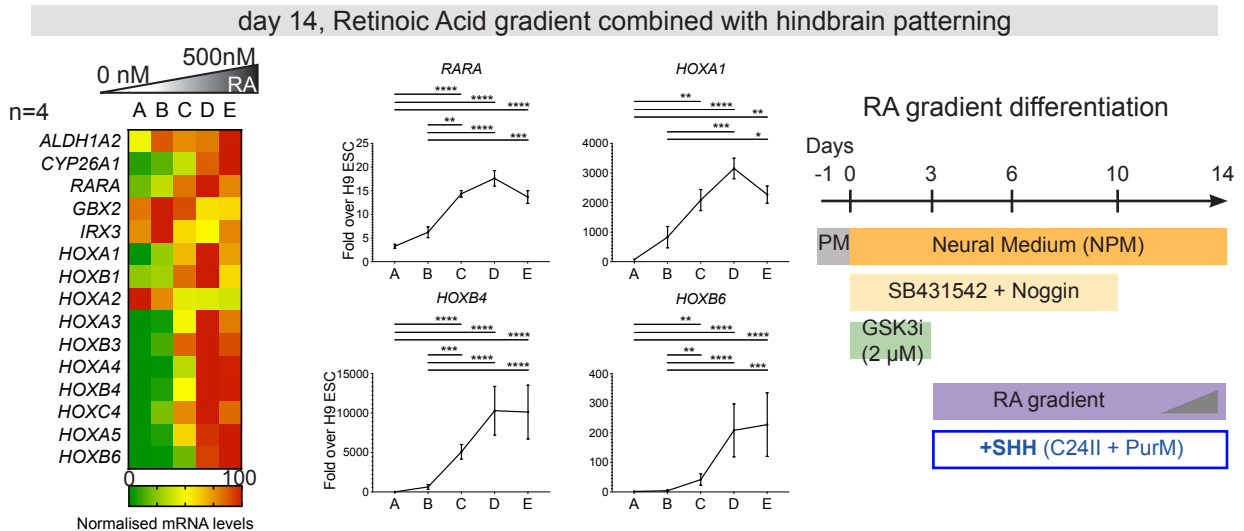 day 14, Retinoic Acid gradient combined with hindbrain patterning
0 nM
500nM
RA
n=4
A B C D E
ALDH1A2
CYP26A1
RARA
GBX2
IRX3
HOXA1
HOXB1
HOXA2
HOXA3
HOXB3
HOXA4
HOXB4
HOXC4
HOXA5
HOXB6
0 100
Normalised mRNA levels
RARA
****
****
****
**
****
***
25
20
15
10
5
0
Fold over H9 ESC
A B C D E
HOXA1
**
****
**
***
*
4000
3000
2000
1000
0
A B C D E
HOXB4
****
****
****
***
****
****
15000
10000
5000
0
Fold over H9 ESC
A B C D E
HOXB6
**
****
****
**
****
***
400
300
200
100
0
A B C D E
RA gradient differentiation
Days
-1 0 3 6 10 14
PM
Neural Medium (NPM)
SB431542 + Noggin
GSK3i
(2 µM)
RA gradient
+SHH (C24II + PurM)